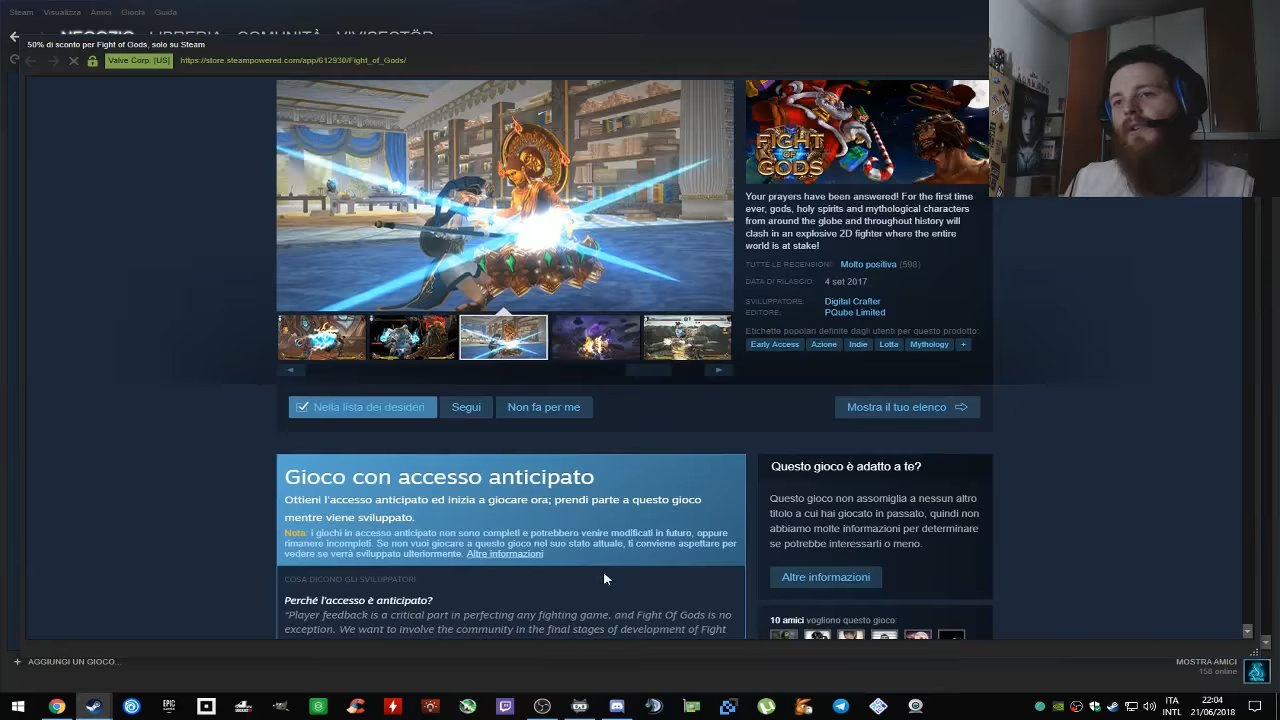 Steam Visualizza Amici Giochi Guida
NEGOZIO LIBRERIA COMUNITÀ VIVISECTÖR
50% di sconto per Fight of Gods, solo su Steam
Valve Corp. [US] https://store.steampowered.com/app/612930/Fight_of_Gods/
FIGHT
OF
GODS
Your prayers have been answered! For the first time
ever, gods, holy spirits and mythological characters
from around the globe and throughout history will
clash in an explosive 2D fighter where the entire
world is at stake!
TUTTE LE RECENSIONI: Molto positiva (598)
DATA DI RILASCIO: 4 set 2017
SVILUPPATORE: Digital Crafter
EDITORE: PQube Limited
Etichette popolari definite dagli utenti per questo prodotto:
Early Access Azione Indie Lotta Mythology +
Nella lista dei desideri Segui Non fa per me Mostra il tuo elenco
Gioco con accesso anticipato
Ottieni l'accesso anticipato ed inizia a giocare ora; prendi parte a questo gioco
mentre viene sviluppato.
Nota: i giochi in accesso anticipato non sono completi e potrebbero venire modificati in futuro, oppure
rimanere incompleti. Se non vuoi giocare a questo gioco nel suo stato attuale, ti conviene aspettare per
vedere se verrà sviluppato ulteriormente. Altre informazioni
COSA DICONO GLI SVILUPPATORI:
Perché l'accesso è anticipato?
"Player feedback is a critical part in perfecting any fighting game, and Fight Of Gods is no
exception. We want to involve the community in the final stages of development of Fight
Questo gioco è adatto a te?
Questo gioco non assomiglia a nessun altro
titolo a cui hai giocato in passato, quindi non
abbiamo molte informazioni per determinare
se potrebbe interessarti o meno.
Altre informazioni
10 amici vogliono questo gioco:
+ AGGIUNGI UN GIOCO...
MOSTRA AMICI
158 online
EPIC
GAMES
ITA
INTL
22:04
21/06/2018